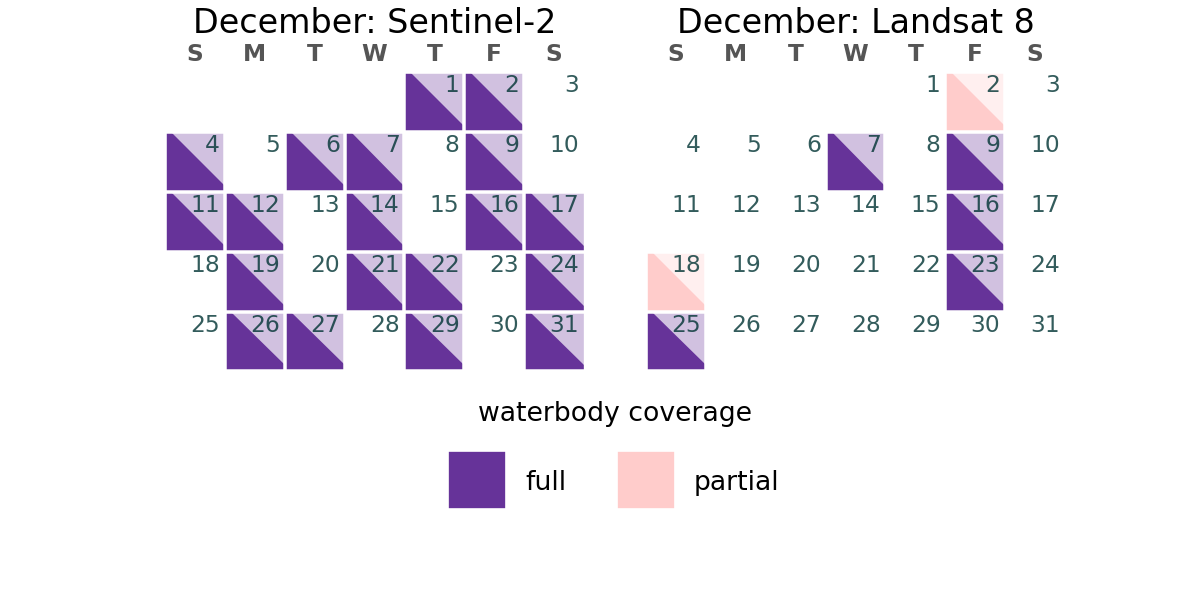 December: Sentinel-2
S M T W T F S
1 2 3
4 5 6 7 8 9 10
11 12 13 14 15 16 17
18 19 20 21 22 23 24
25 26 27 28 29 30 31
December: Landsat 8
S M T W T F S
1 2 3
4 5 6 7 8 9 10
11 12 13 14 15 16 17
18 19 20 21 22 23 24
25 26 27 28 29 30 31
waterbody coverage
full
partial